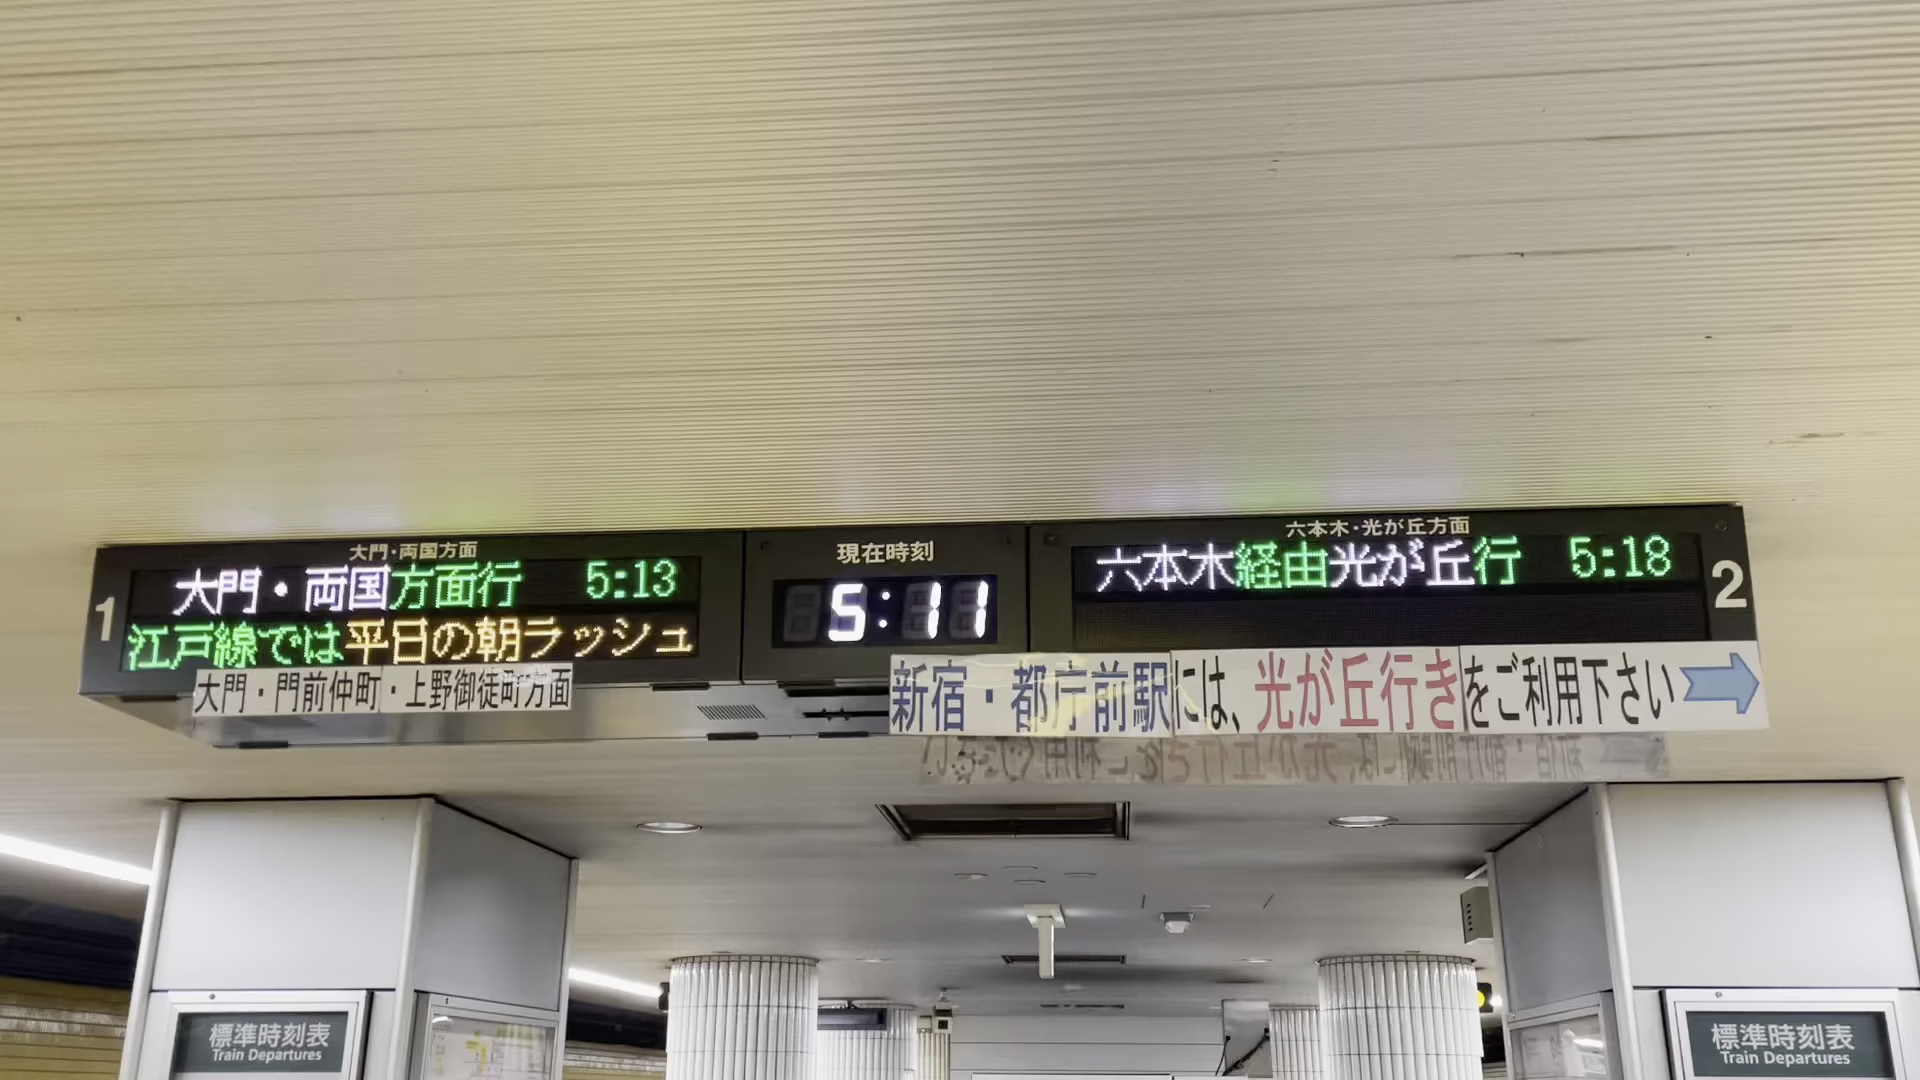 1
大門・両国方面
大門・両国方面行 5:13
江戸線では平日の朝ラッシュ
大門・門前仲町・上野御徒町方面
現在時刻
5:11
六本木・光が丘方面
六本木経由光が丘行 5:18
2
新宿・都庁前駅には、光が丘行きをご利用下さい
標準時刻表
Train Departures
標準時刻表
Train Departures